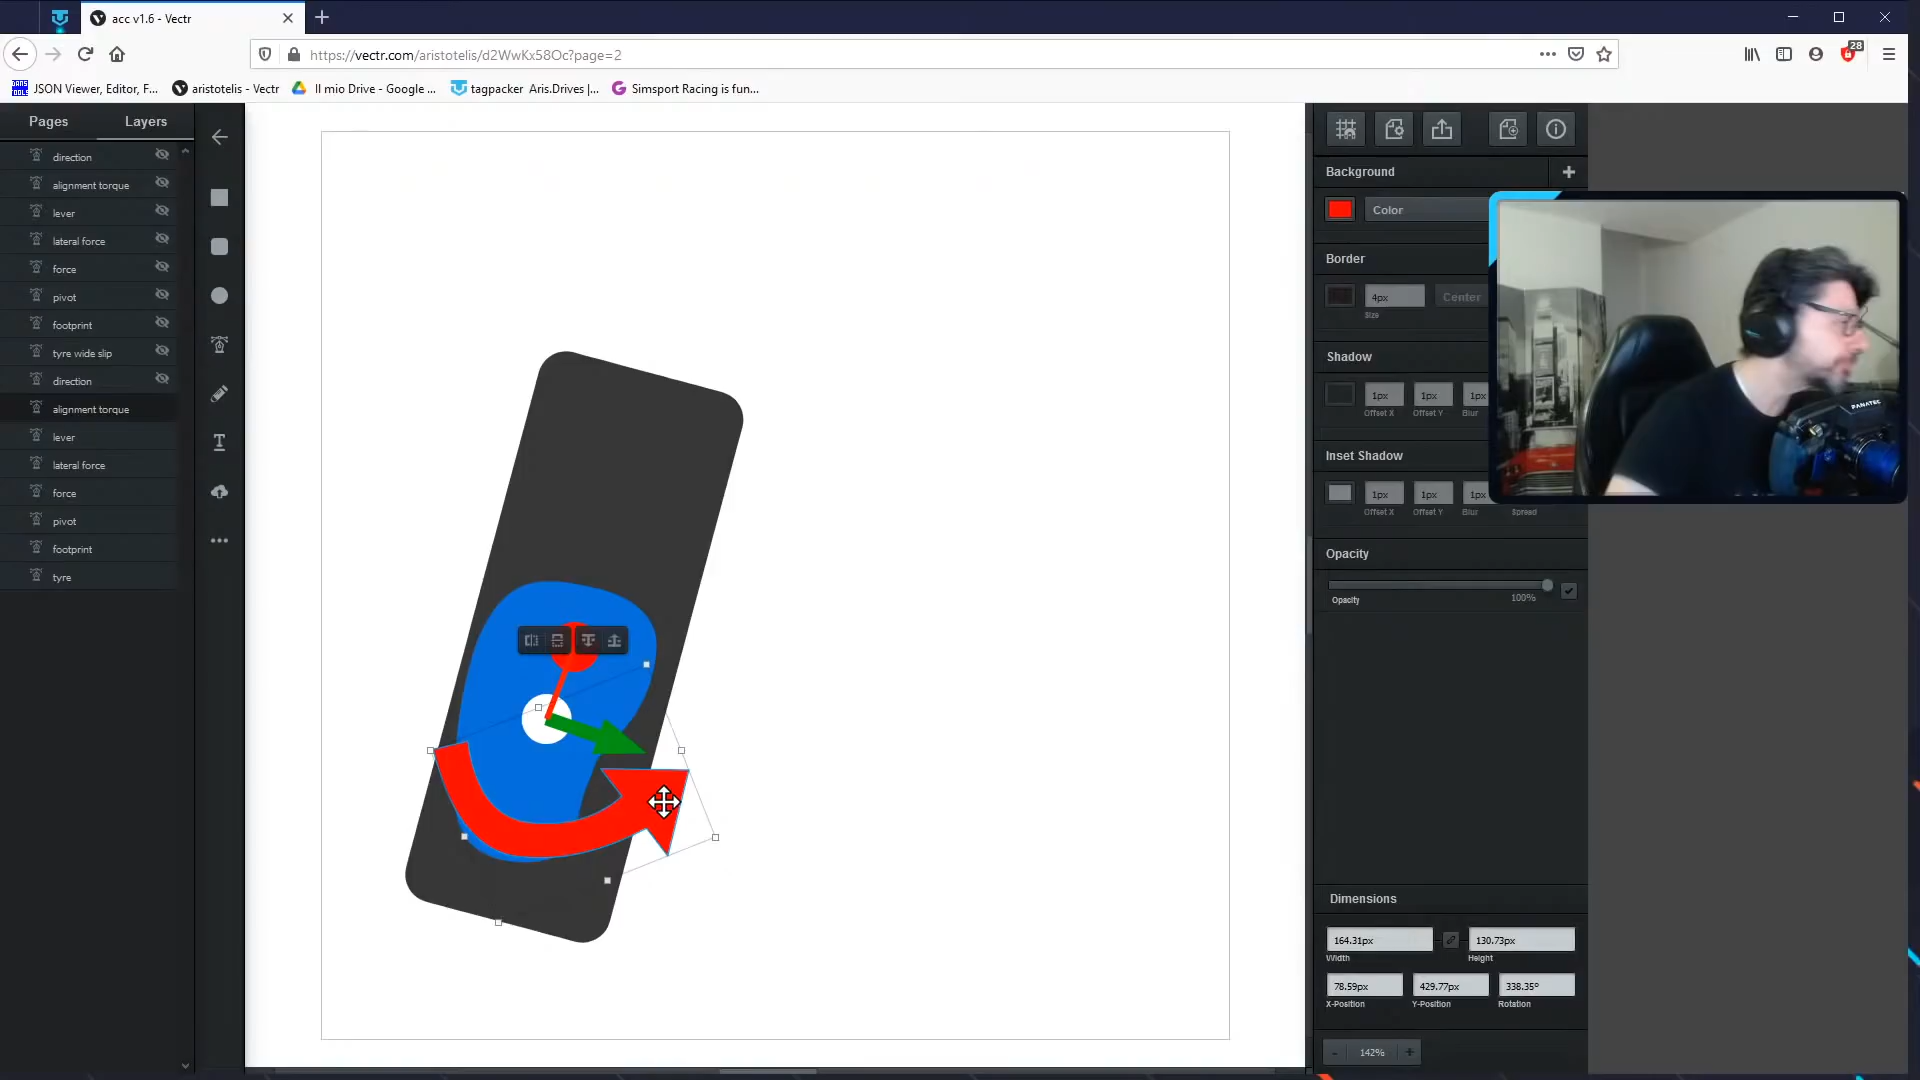 acc v1.6 - Vectr
https://vectr.com/aristotelis/d2WwKx58Oc?page=2
28
JSON Viewer, Editor, F...
aristotelis - Vectr
Il mio Drive - Google ...
tagpacker Aris.Drives |...
Simsport Racing is fun...
Pages
Layers
direction
alignment torque
lever
lateral force
force
pivot
footprint
tyre wide slip
direction
alignment torque
lever
lateral force
force
pivot
footprint
tyre
Background
Color
Border
4px
Center
Size
Shadow
1px
1px
1px
Offset X
Offset Y
Blur
Inset Shadow
1px
1px
1px
Offset X
Offset Y
Blur
Spread
FANATEC
Opacity
Opacity
100%
Dimensions
164.31px
130.73px
Width
Height
78.59px
429.77px
338.35º
X-Position
Y-Position
Rotation
- 142% +